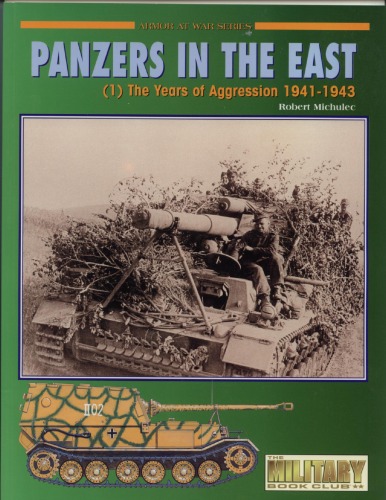 ARMOR AT WAR SERIES
PANZERS IN THE EAST
(1) The Years of Aggression 1941-1943
Robert Michulec
II02
THE
MILITARY
BOOK CLUB